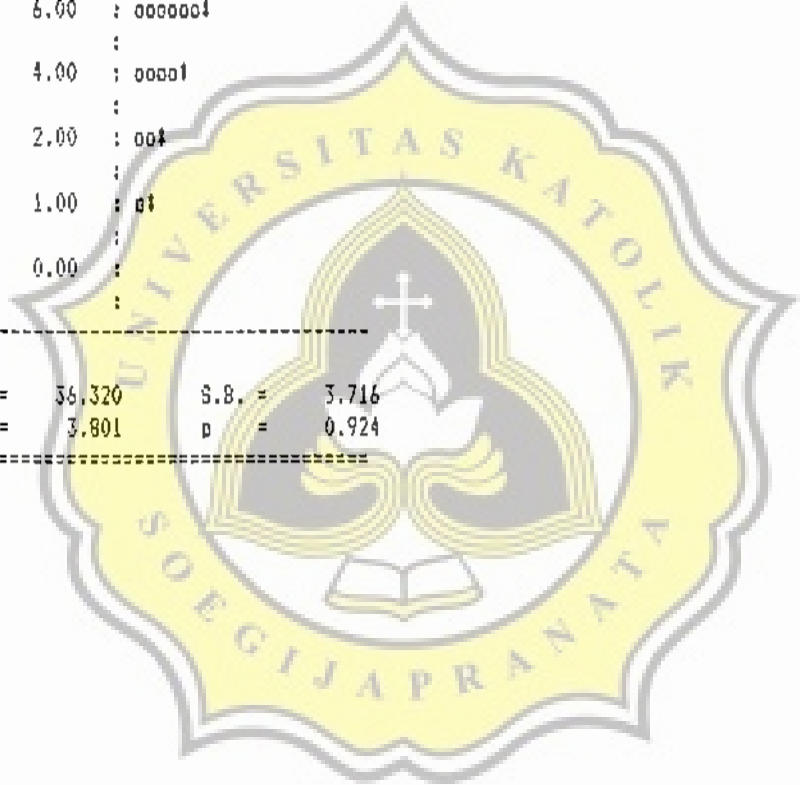 6.00 : oooooo‡
:
4.00 : oooo1
:
2.00 : oo‡
:
1.00 : o‡
:
0.00 :
:
--------------------------------
= 36.320 S.B. = 3.716
= 3.801 p = 0.924
================================
UNIVERSITAS KATOLIK
SOEGIJAPRANATA